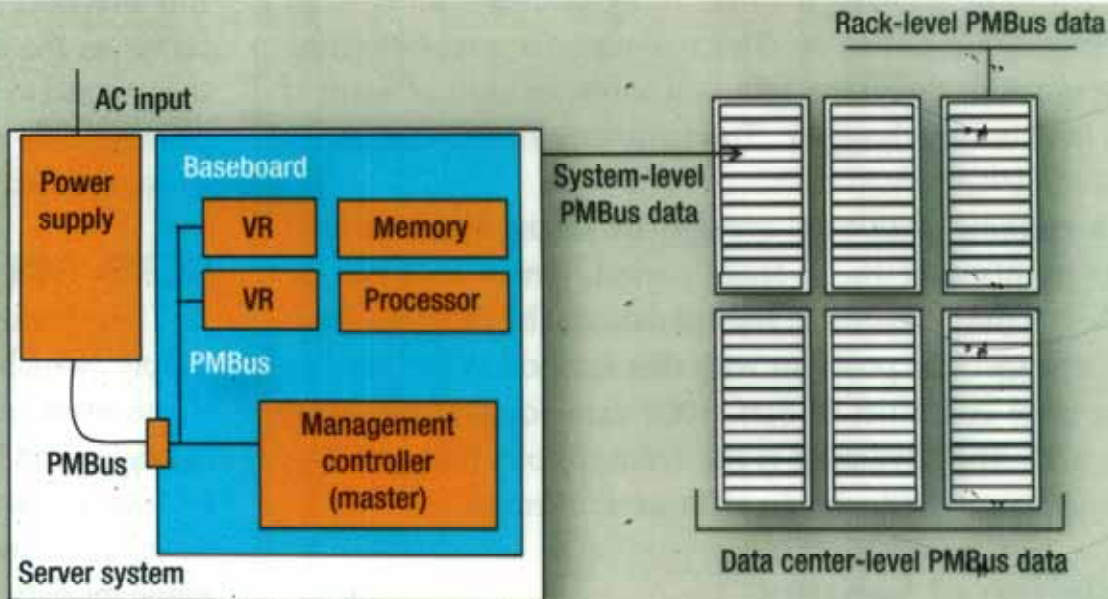 Rack-level PMBus data
AC input
Power
supply
Baseboard
VR
Memory
VR
Processor
PMBus
Management
controller
(master)
PMBus
Server system
System-level
PMBus data
Data center-level PMBus data